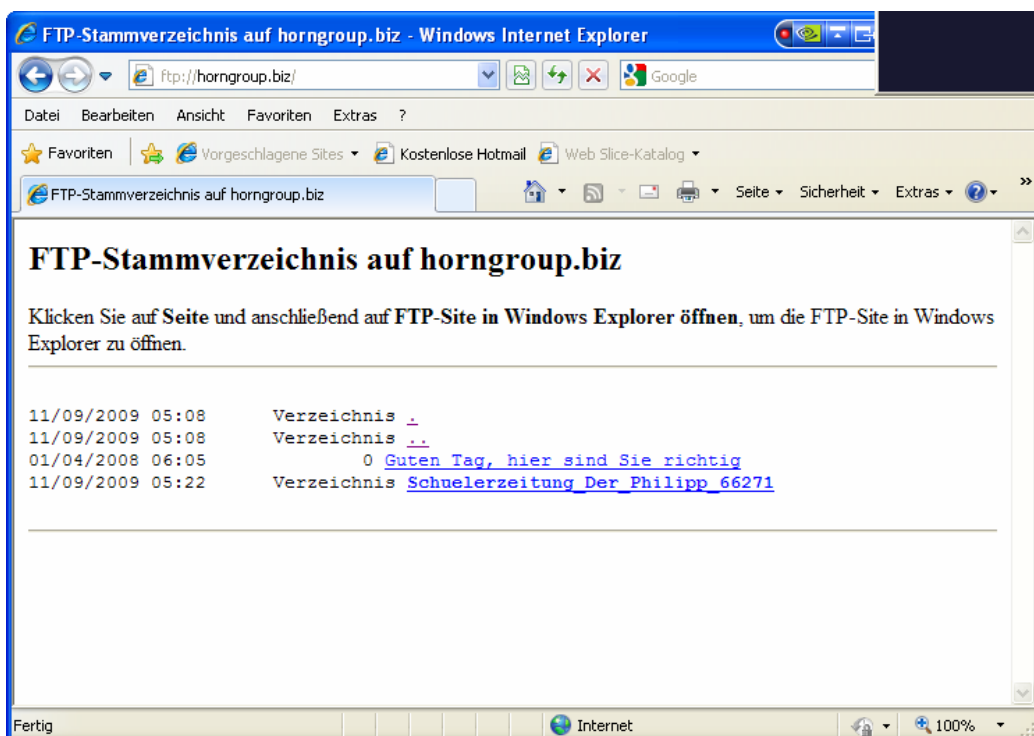 FTP-Stammverzeichnis auf horngroup.biz - Windows Internet Explorer
ftp://horngroup.biz/ Google
Datei Bearbeiten Ansicht Favoriten Extras ?
Favoriten Vorgeschlagene Sites Kostenlose Hotmail Web Slice-Katalog
FTP-Stammverzeichnis auf horngroup.biz Seite Sicherheit Extras »
FTP-Stammverzeichnis auf horngroup.biz
Klicken Sie auf Seite und anschließend auf FTP-Site in Windows Explorer öffnen, um die FTP-Site in Windows
Explorer zu öffnen.
11/09/2009 05:08 Verzeichnis .
11/09/2009 05:08 Verzeichnis ..
01/04/2008 06:05 0 Guten Tag, hier sind Sie richtig
11/09/2009 05:22 Verzeichnis Schuelerzeitung_Der_Philipp_66271
Fertig Internet 100%